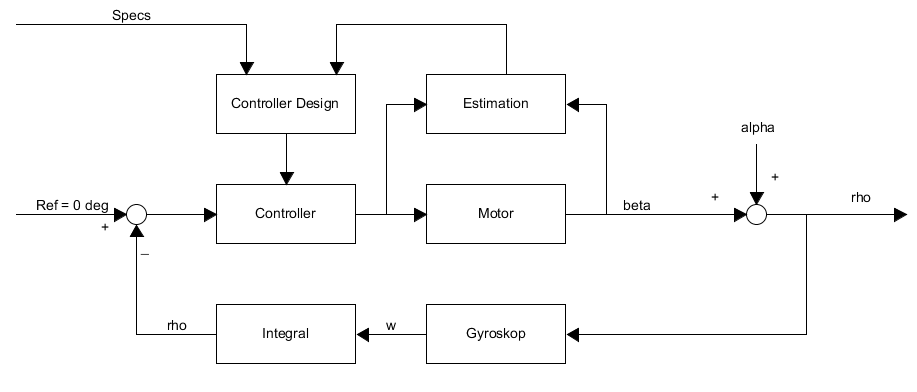 Specs
Controller Design
Estimation
alpha
+
Ref = 0 deg
+
Controller
Motor
beta
+
rho
–
rho
Integral
w
Gyroskop